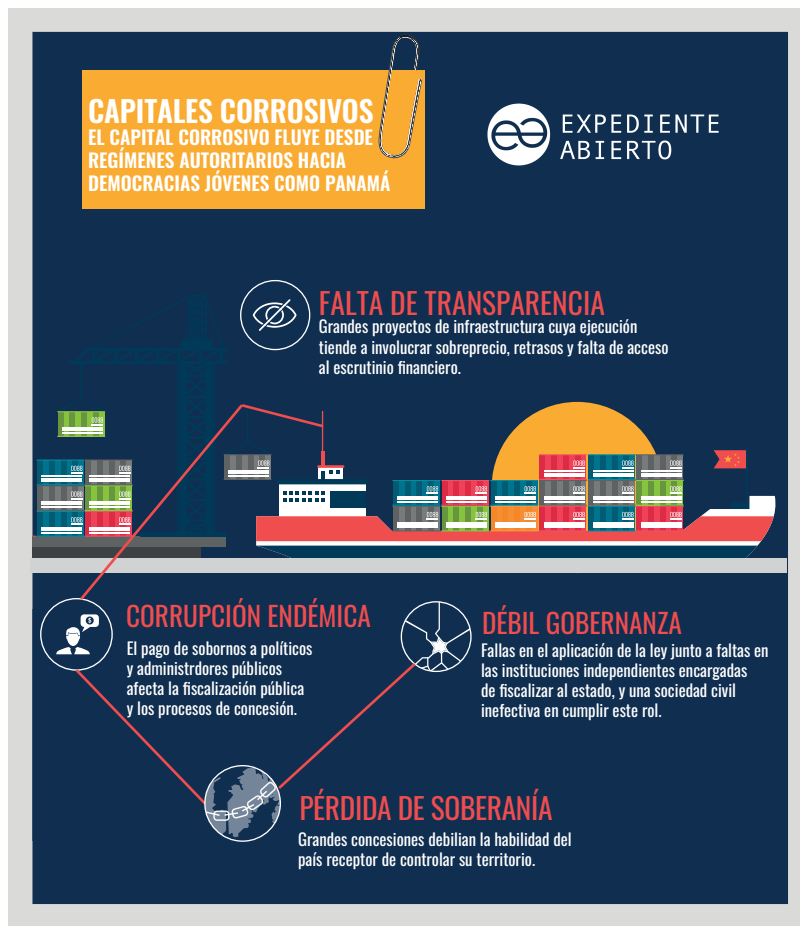 CAPITALES CORROSIVOS
EL CAPITAL CORROSIVO FLUYE DESDE
REGÍMENES AUTORITARIOS HACIA
DEMOCRACIAS JÓVENES COMO PANAMÁ
EXPEDIENTE
ABIERTO
FALTA DE TRANSPARENCIA
Grandes proyectos de infraestructura cuya ejecución
tiende a involucrar sobreprecio, retrasos y falta de acceso
al escrutinio financiero.
CORRUPCIÓN ENDÉMICA
El pago de sobornos a políticos
y administrdores públicos
afecta la fiscalización pública
y los procesos de concesión.
DÉBIL GOBERNANZA
Fallas en el aplicación de la ley junto a faltas en
las instituciones independientes encargadas
de fiscalizar al estado, y una sociedad civil
inefectiva en cumplir este rol.
PÉRDIDA DE SOBERANÍA
Grandes concesiones debilian la habilidad del
país receptor de controlar su territorio.